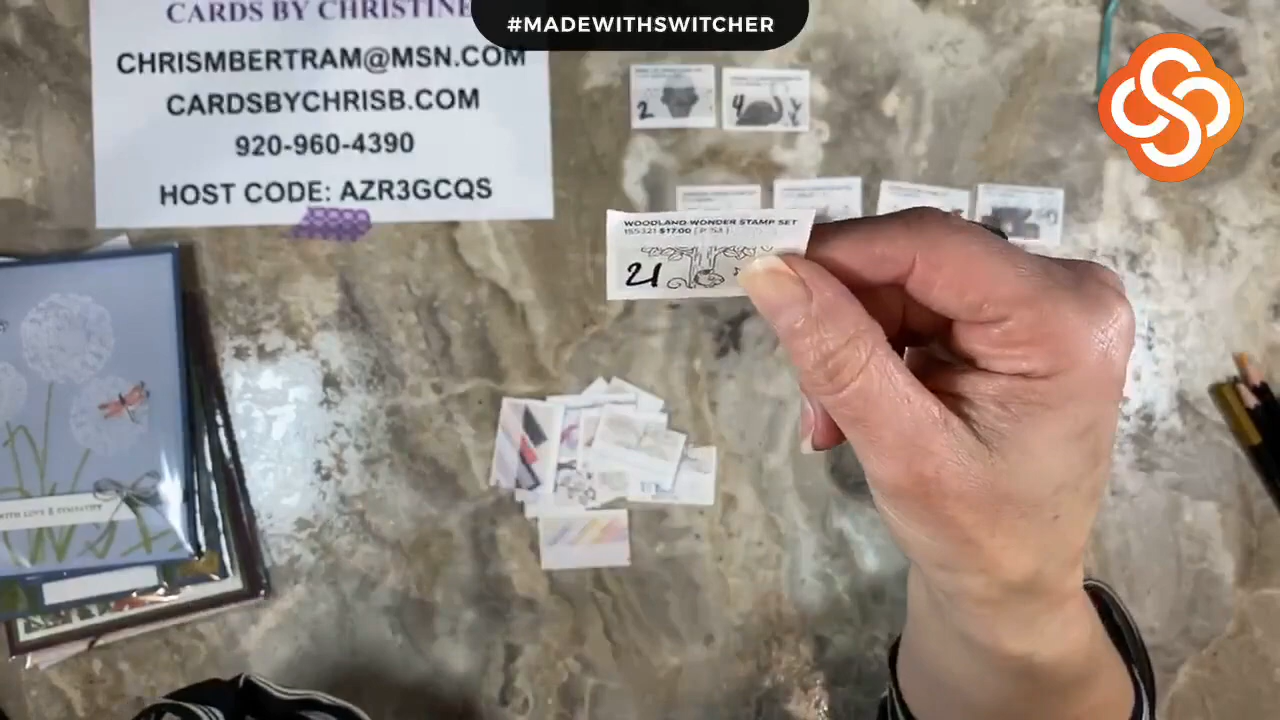 #MADEWITHSWITCHER
CARDS BY CHRISTINE
CHRISMBERTRAM@MSN.COM
CARDSBYCHRISB.COM
920-960-4390
HOST CODE: AZR3GCQS
2
4
WOODLAND WONDER STAMP SET
155321 $17.00 [P. 53]
21